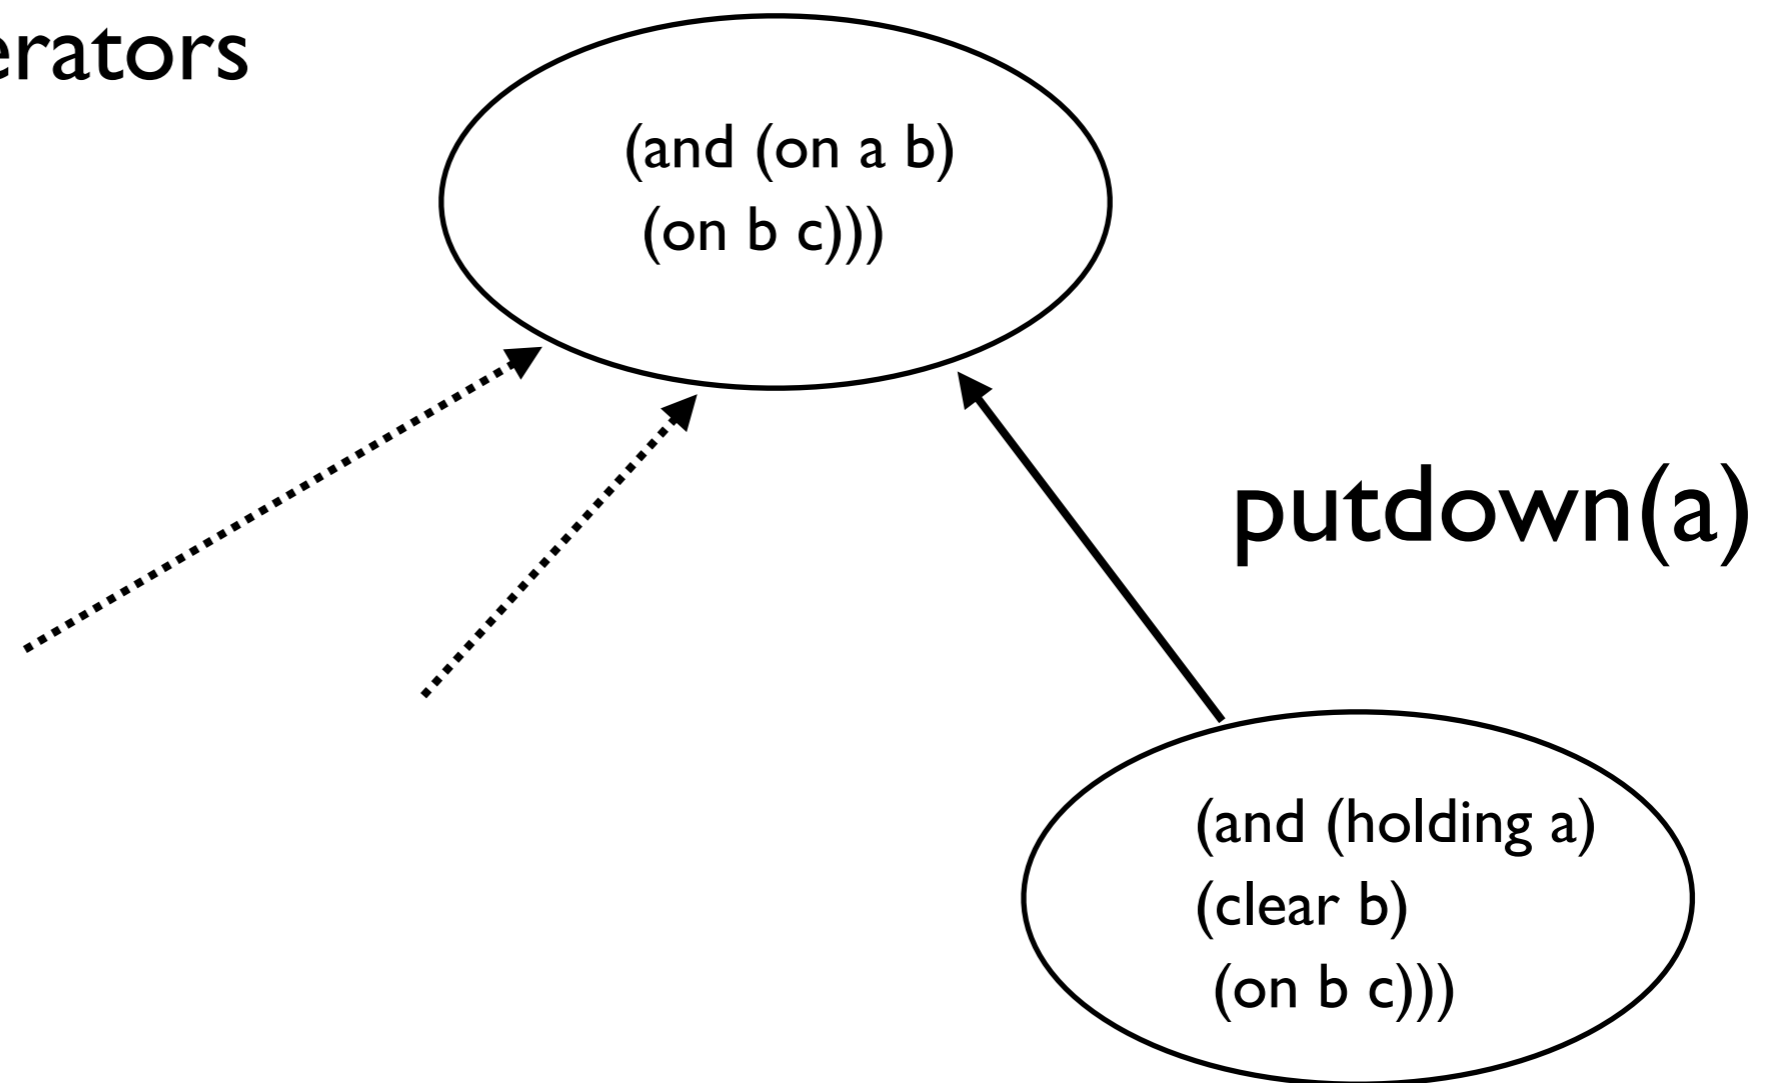 erators
(and (on a b)
(on b c)))
putdown(a)
(and (holding a)
(clear b)
(on b c)))